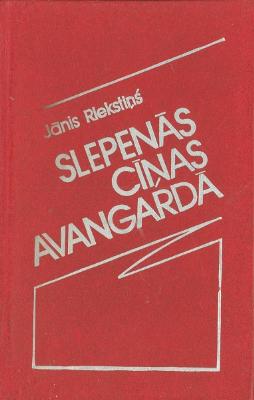 Jānis Riekstiņš
SLEPENĀS
CĪŅAS
AVANGARDĀ